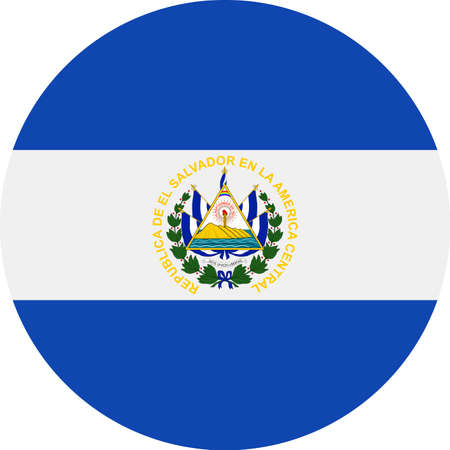 REPUBLICA DE EL SALVADOR EN LA AMERICA CENTRAL